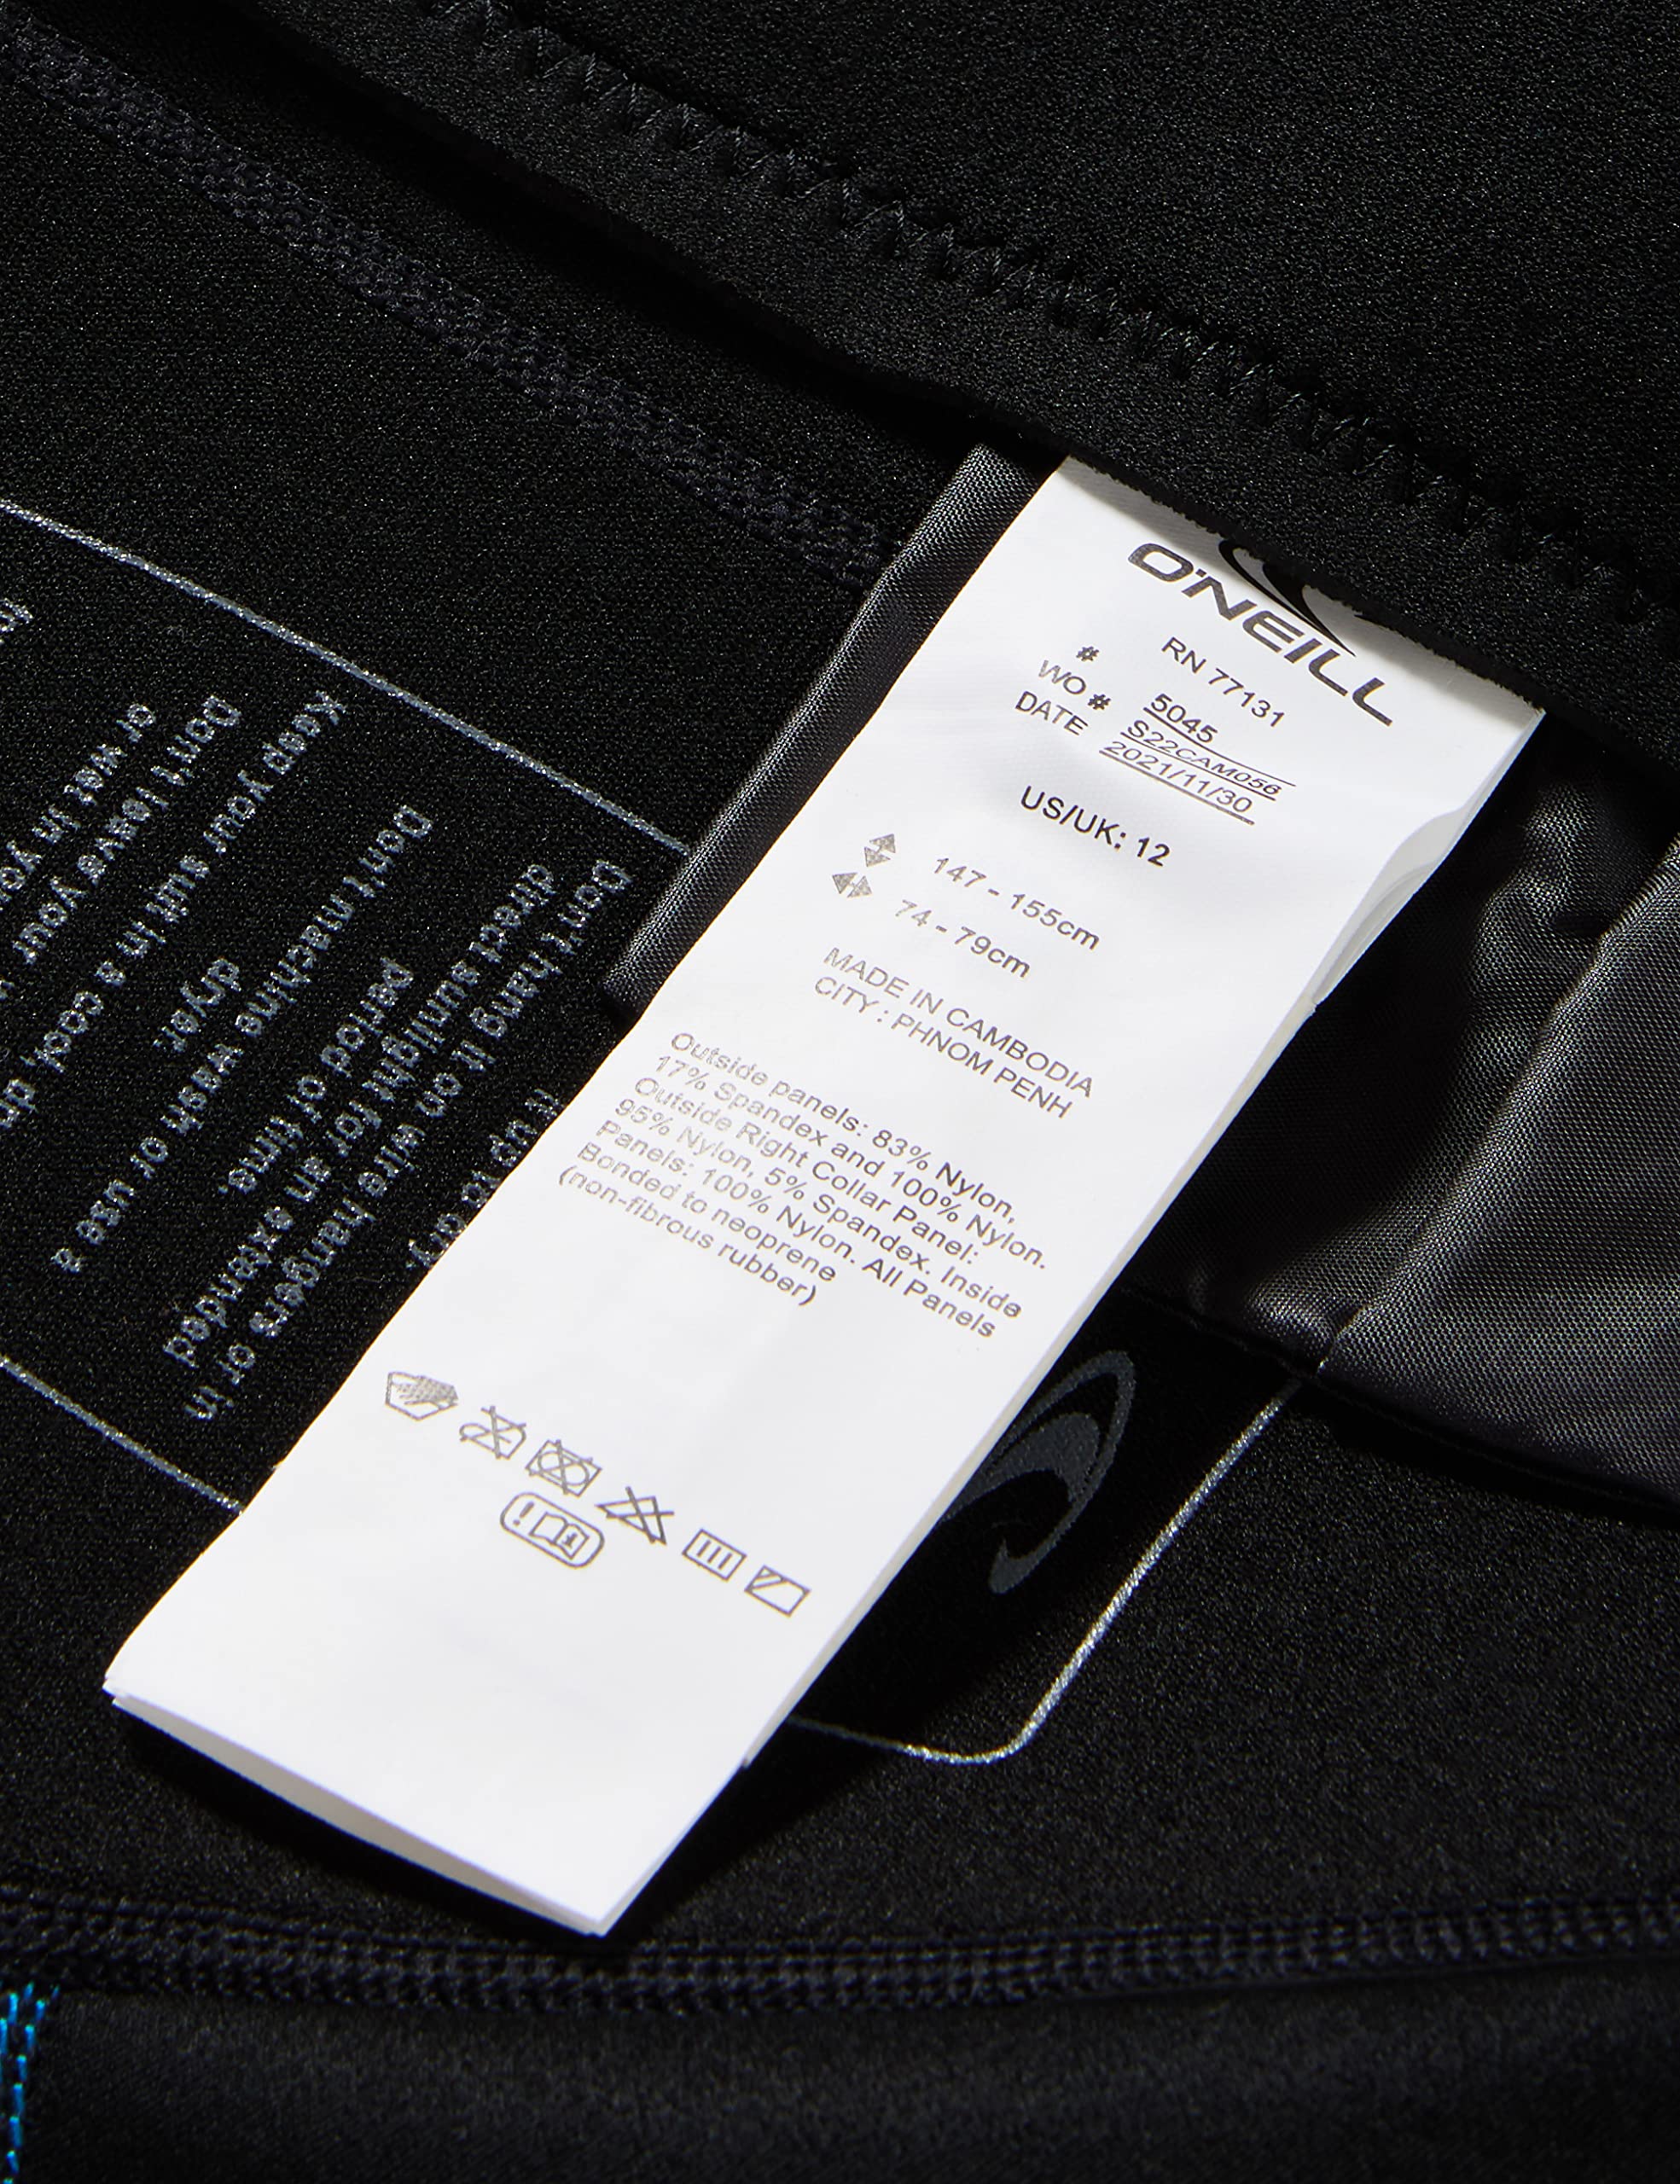 O'NEILL
RN 77131
# 5045
WO # S22CAM056
DATE 2021/11/30
US/UK: 12
147 - 155cm
74 - 79cm
MADE IN CAMBODIA
CITY : PHNOM PENH
Outside panels: 83% Nylon,
17% Spandex and 100% Nylon.
Outside Right Collar Panel:
95% Nylon, 5% Spandex. Inside
Panels: 100% Nylon. All Panels
Bonded to neoprene
(non-fibrous rubber)
it up to dry.
Don't hang it on wire hangers or in
direct sunlight for an extended
period of time.
Don't machine wash or use a
dryer.
Keep your suit in a cool,
Don't leave your
or wet in